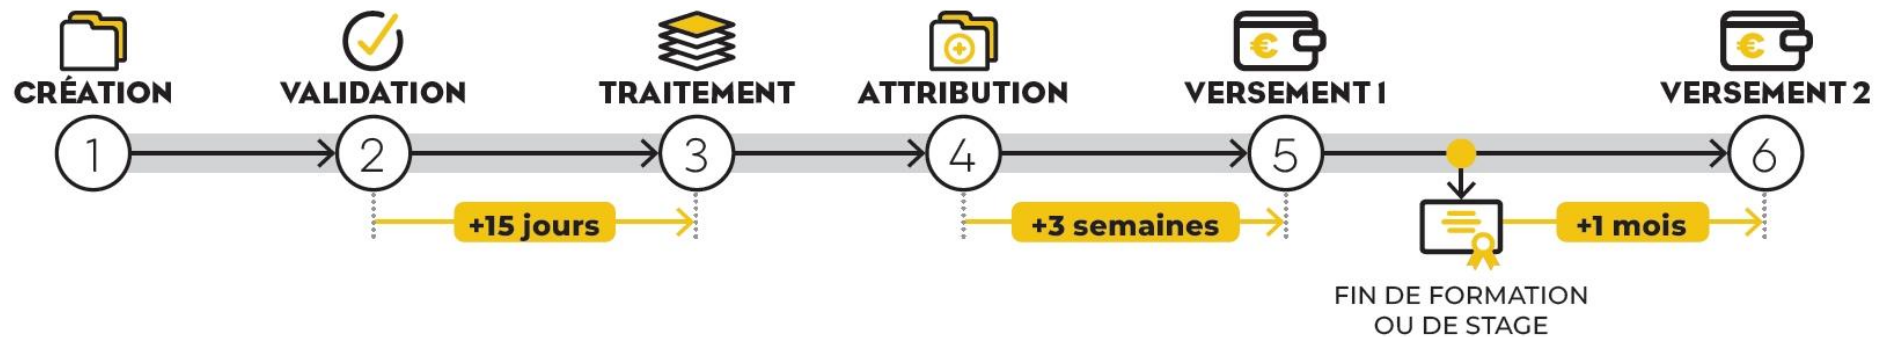 CRÉATION
VALIDATION
TRAITEMENT
ATTRIBUTION
VERSEMENT 1
VERSEMENT 2
1
2
3
4
5
6
+15 jours
+3 semaines
+1 mois
FIN DE FORMATION
OU DE STAGE